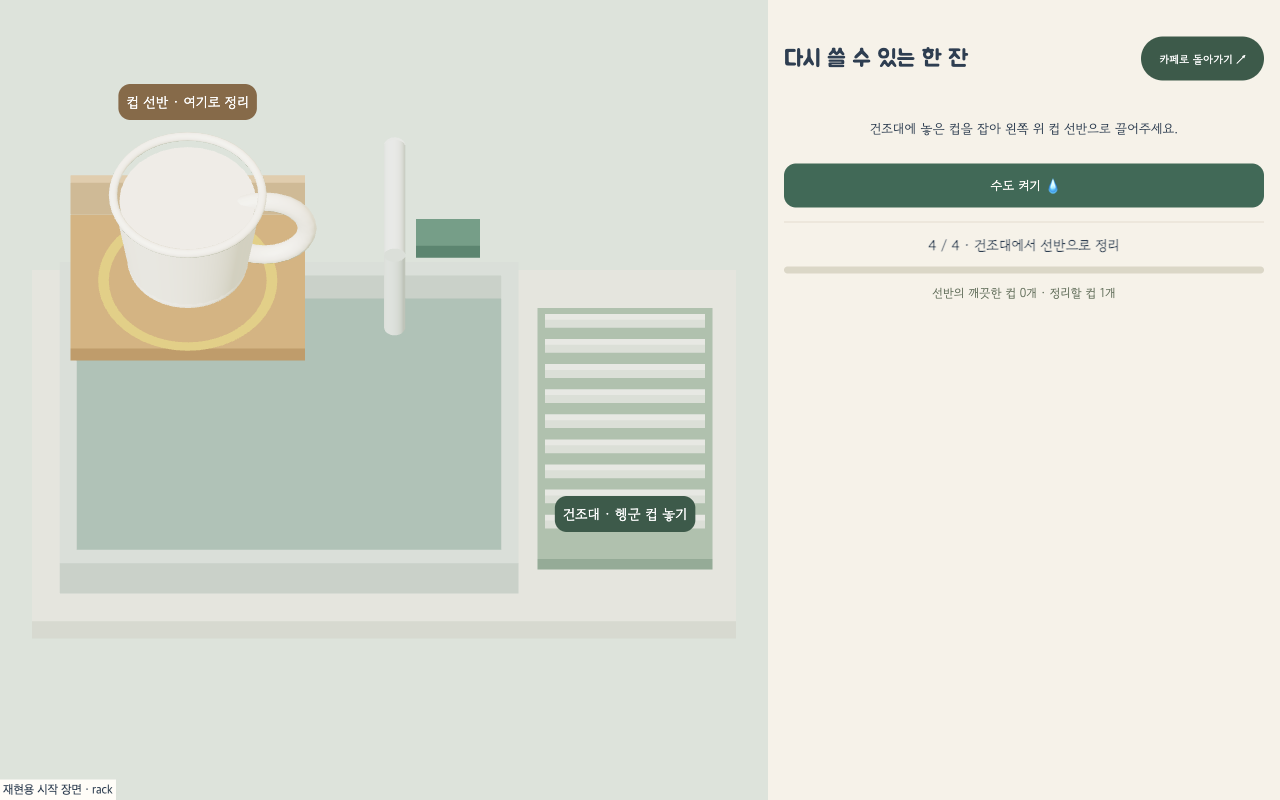 컵 선반 · 여기로 정리
건조대 · 헹군 컵 놓기
재현용 시작 장면 · rack
다시 쓸 수 있는 한 잔
카페로 돌아가기 ↗
건조대에 놓은 컵을 잡아 왼쪽 위 컵 선반으로 끌어주세요.
수도 켜기 💧
4 / 4 · 건조대에서 선반으로 정리
선반의 깨끗한 컵 0개 · 정리할 컵 1개